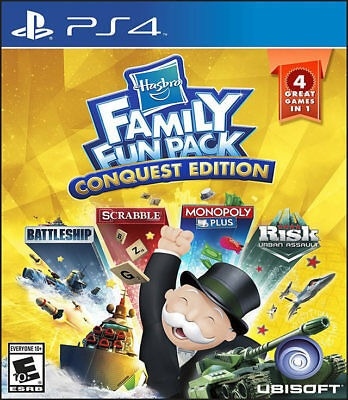 PS4
Hasbro
FAMILY
FUN PACK
CONQUEST EDITION
4
GREAT
GAMES
IN 1
BATTLESHIP
SCRABBLE
MONOPOLY
PLUS
Risk
URBAN ASSAULT
Z
G
EVERYONE 10+
E
10+
ESRB
UBISOFT